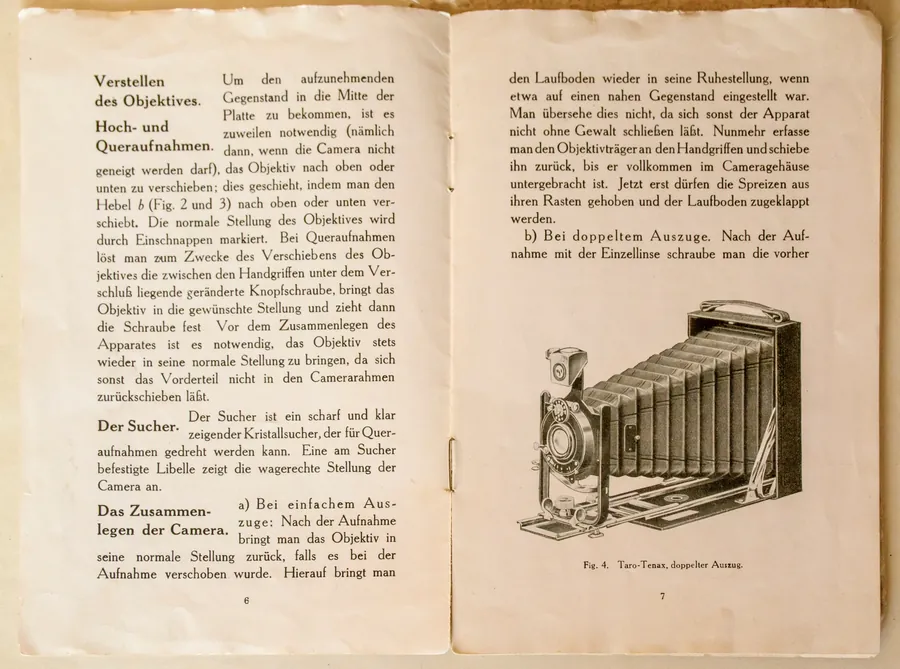 Verstellen
des Objektives.
Hoch- und
Queraufnahmen.
Um den aufzunehmenden
Gegenstand in die Mitte der
Platte zu bekommen, ist es
zuweilen notwendig (nämlich
dann, wenn die Camera nicht
geneigt werden darf), das Objektiv nach oben oder
unten zu verschieben; dies geschieht, indem man den
Hebel b (Fig. 2 und 3) nach oben oder unten ver-
schiebt. Die normale Stellung des Objektives wird
durch Einschnappen markiert. Bei Queraufnahmen
löst man zum Zwecke des Verschiebens des Ob-
jektives die zwischen den Handgriffen unter dem Ver-
schluß liegende geränderte Knopfschraube, bringt das
Objektiv in die gewünschte Stellung und zieht dann
die Schraube fest Vor dem Zusammenlegen des
Apparates ist es notwendig, das Objektiv stets
wieder in seine normale Stellung zu bringen, da sich
sonst das Vorderteil nicht in den Camerarahmen
zurückschieben läßt.
Der Sucher.
Der Sucher ist ein scharf und klar
zeigender Kristallsucher, der für Quer-
aufnahmen gedreht werden kann. Eine am Sucher
befestigte Libelle zeigt die wagerechte Stellung der
Camera an.
Das Zusammen-
legen der Camera.
a) Bei einfachem Aus-
zuge: Nach der Aufnahme
bringt man das Objektiv in
seine normale Stellung zurück, falls es bei der
Aufnahme verschoben wurde. Hierauf bringt man
6
den Laufboden wieder in seine Ruhestellung, wenn
etwa auf einen nahen Gegenstand eingestellt war.
Man übersehe dies nicht, da sich sonst der Apparat
nicht ohne Gewalt schließen läßt. Nunmehr erfasse
man den Objektivträger an den Handgriffen und schiebe
ihn zurück, bis er vollkommen im Cameragehäuse
untergebracht ist. Jetzt erst dürfen die Spreizen aus
ihren Rasten gehoben und der Laufboden zugeklappt
werden.
b) Bei doppeltem Auszuge. Nach der Auf-
nahme mit der Einzellinse schraube man die vorher
Fig. 4. Taro-Tenax, doppelter Auszug.
7